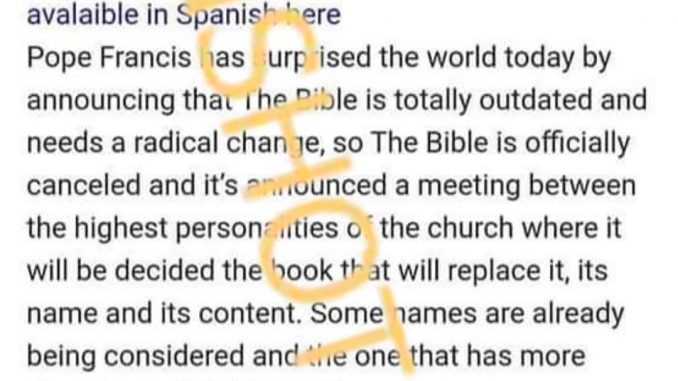 avalaible in Spanish here
Pope Francis has surprised the world today by
announcing that The Bible is totally outdated and
needs a radical change, so The Bible is officially
canceled and it's announced a meeting between
the highest personalities of the church where it
will be decided the book that will replace it, its
name and its content. Some names are already
being considered and the one that has more
SHOT